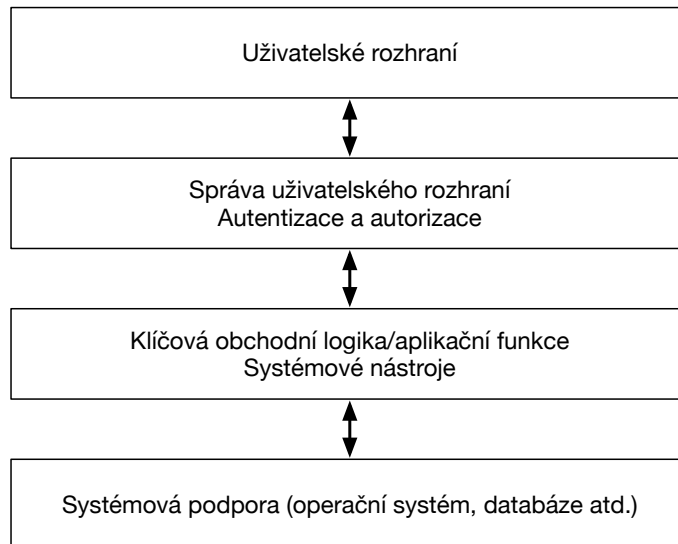 Uživatelské rozhraní
Správa uživatelského rozhraní
Autentizace a autorizace
Klíčová obchodní logika/aplikační funkce
Systémové nástroje
Systémová podpora (operační systém, databáze atd.)